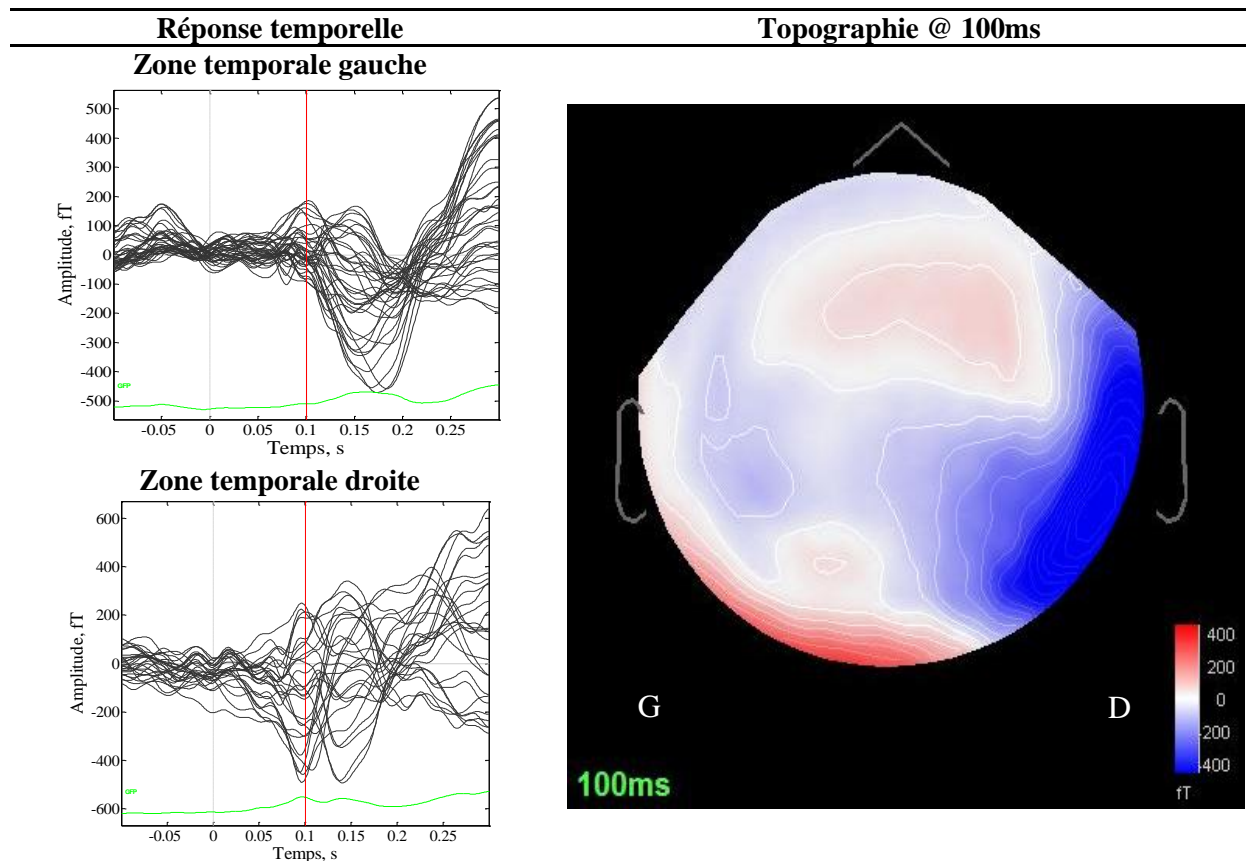 Réponse temporelle
Topographie @ 100ms
Zone temporale gauche
500
400
300
200
100
0
-100
-200
-300
-400
-500
Amplitude, fT
GFP
-0.05 0 0.05 0.1 0.15 0.2 0.25
Temps, s
Zone temporale droite
600
400
200
0
-200
-400
-600
Amplitude, fT
GFP
-0.05 0 0.05 0.1 0.15 0.2 0.25
Temps, s
G D
100ms
400
200
0
-200
-400
fT